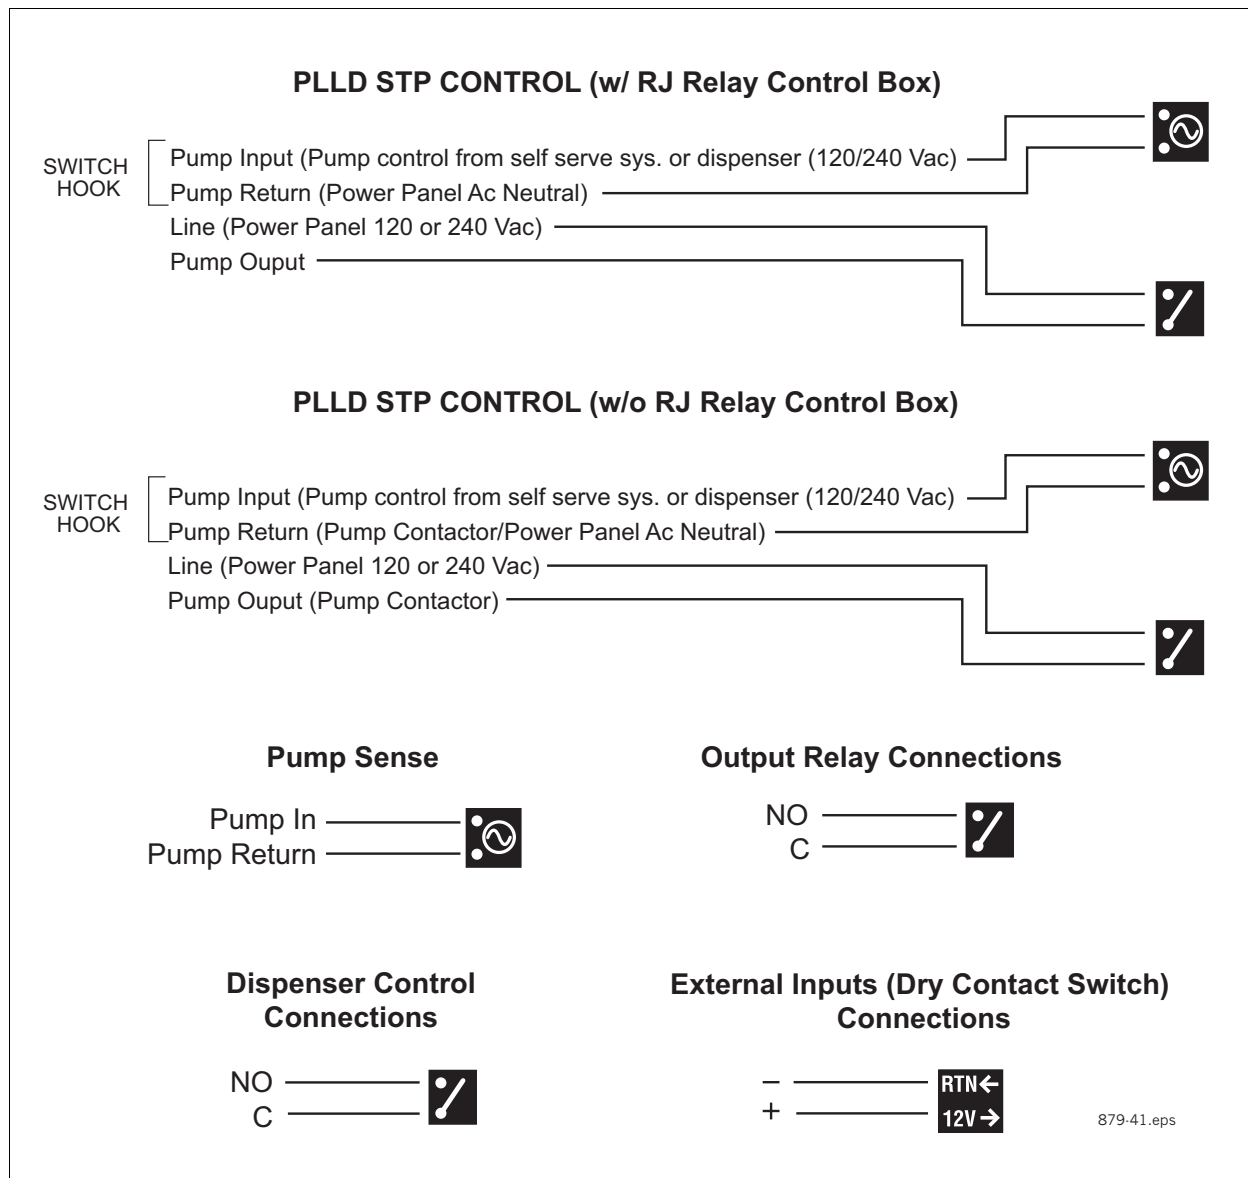 PLLD STP CONTROL (w/ RJ Relay Control Box)
SWITCH
HOOK
Pump Input (Pump control from self serve sys. or dispenser (120/240 Vac)
Pump Return (Power Panel Ac Neutral)
Line (Power Panel 120 or 240 Vac)
Pump Ouput
PLLD STP CONTROL (w/o RJ Relay Control Box)
SWITCH
HOOK
Pump Input (Pump control from self serve sys. or dispenser (120/240 Vac)
Pump Return (Pump Contactor/Power Panel Ac Neutral)
Line (Power Panel 120 or 240 Vac)
Pump Ouput (Pump Contactor)
Pump Sense
Pump In
Pump Return
Output Relay Connections
NO
C
Dispenser Control
Connections
NO
C
External Inputs (Dry Contact Switch)
Connections
– RTN←
+ 12V→
879-41.eps